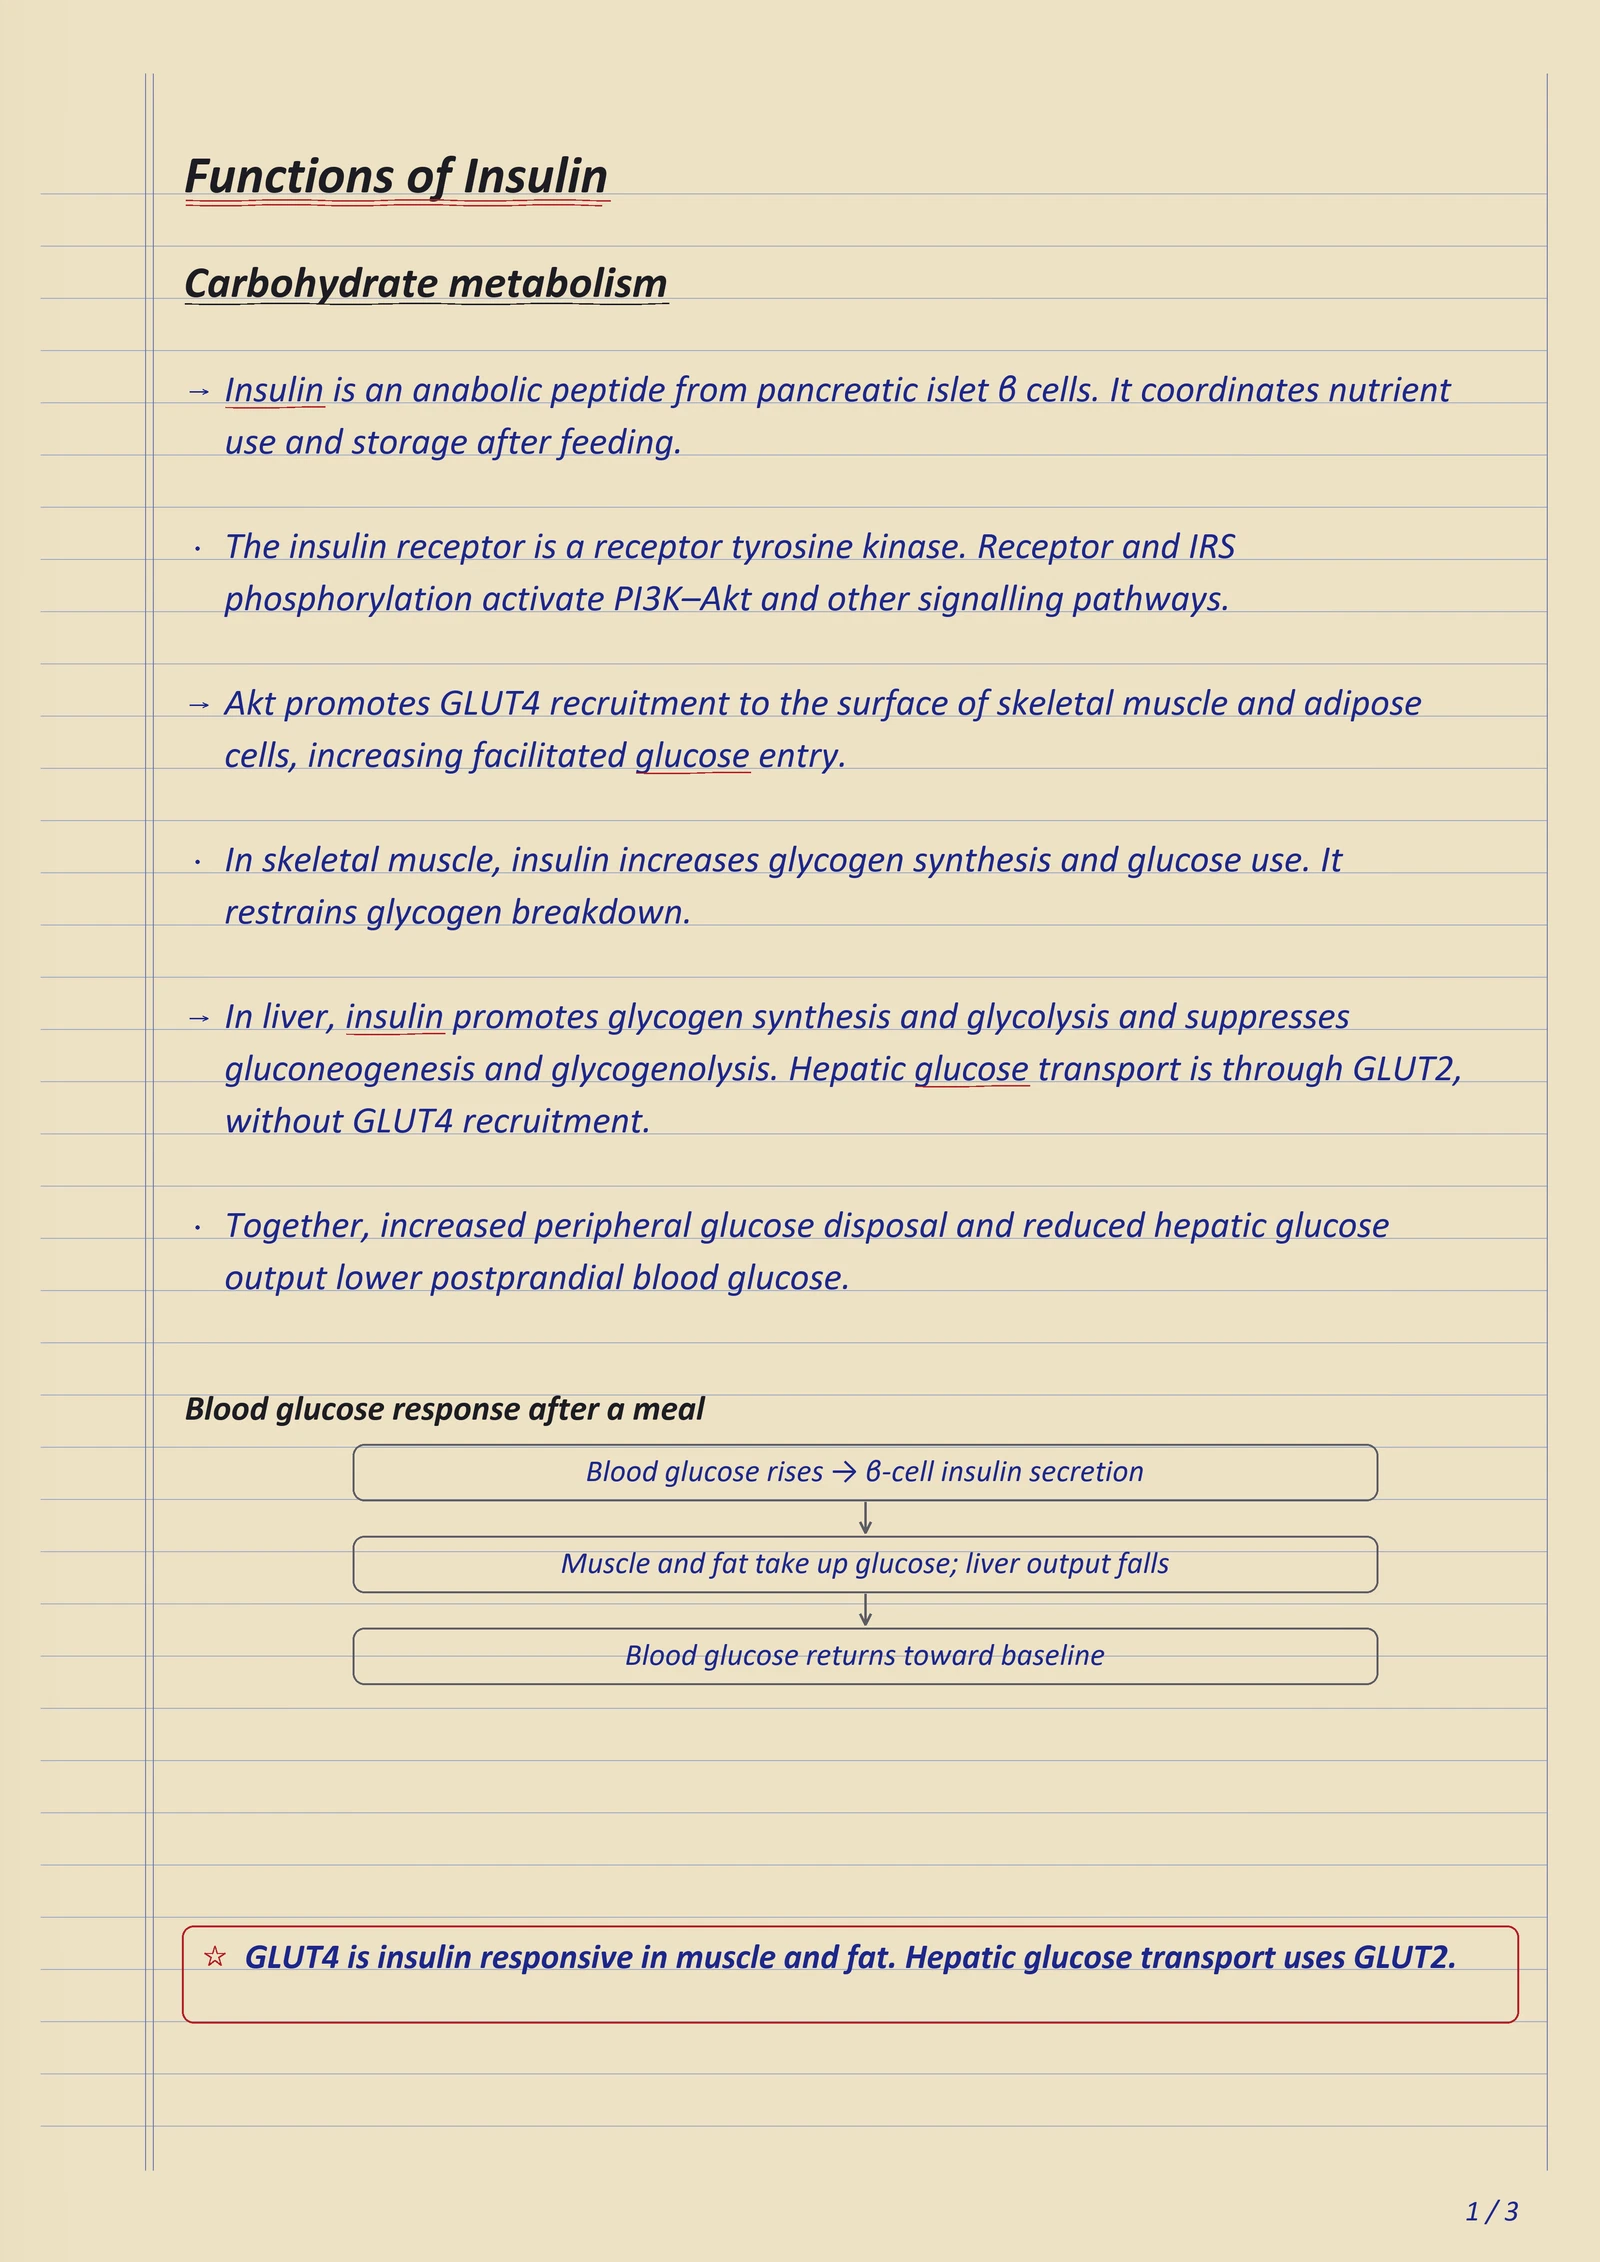 Functions of Insulin
Carbohydrate metabolism
→ Insulin is an anabolic peptide from pancreatic islet β cells. It coordinates nutrient
use and storage after feeding.
· The insulin receptor is a receptor tyrosine kinase. Receptor and IRS
phosphorylation activate PI3K–Akt and other signalling pathways.
→ Akt promotes GLUT4 recruitment to the surface of skeletal muscle and adipose
cells, increasing facilitated glucose entry.
· In skeletal muscle, insulin increases glycogen synthesis and glucose use. It
restrains glycogen breakdown.
→ In liver, insulin promotes glycogen synthesis and glycolysis and suppresses
gluconeogenesis and glycogenolysis. Hepatic glucose transport is through GLUT2,
without GLUT4 recruitment.
· Together, increased peripheral glucose disposal and reduced hepatic glucose
output lower postprandial blood glucose.
Blood glucose response after a meal
Blood glucose rises → β-cell insulin secretion
Muscle and fat take up glucose; liver output falls
Blood glucose returns toward baseline
☆ GLUT4 is insulin responsive in muscle and fat. Hepatic glucose transport uses GLUT2.
1 / 3